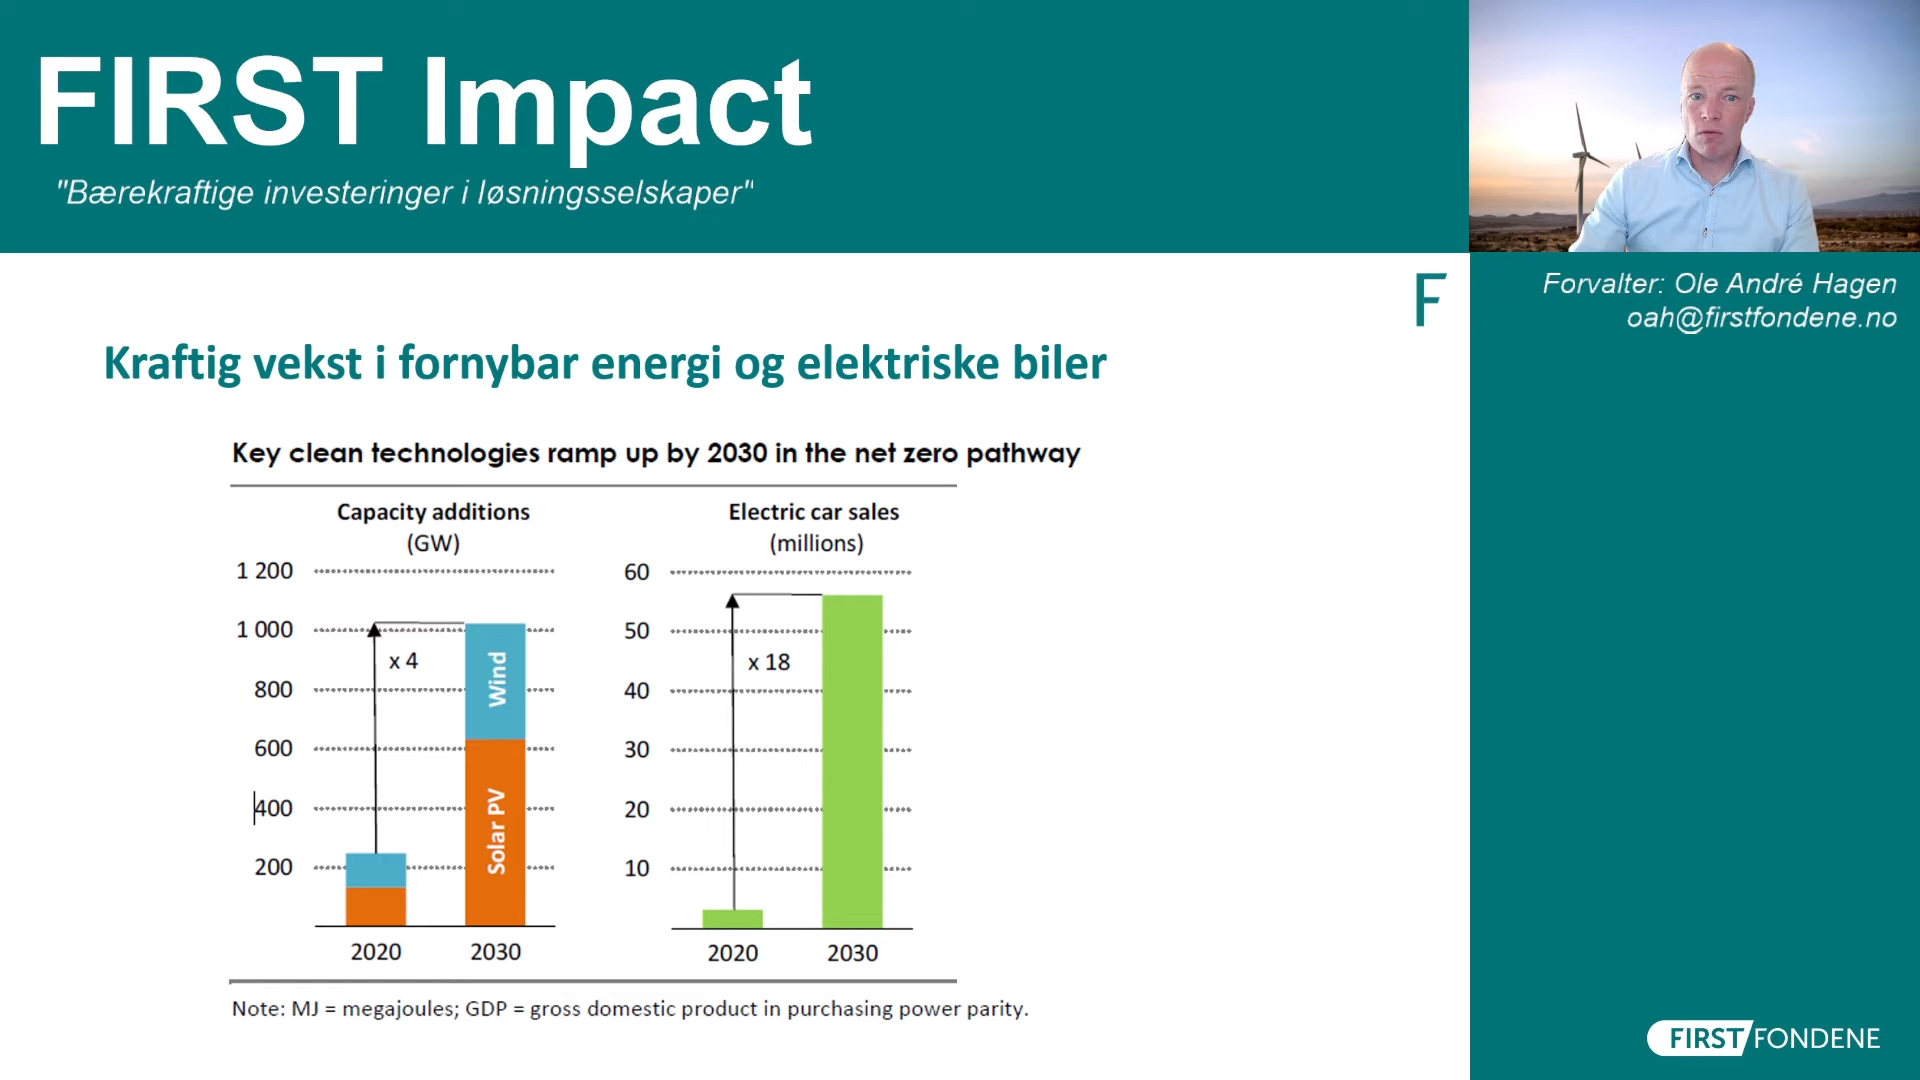 FIRST Impact
"Bærekraftige investeringer i løsningsselskaper"
Forvalter: Ole André Hagen
oah@firstfondene.no
F
Kraftig vekst i fornybar energi og elektriske biler
Key clean technologies ramp up by 2030 in the net zero pathway
Capacity additions
(GW)
1 200
1 000
800
600
400
200
x 4
Wind
Solar PV
2020 2030
Electric car sales
(millions)
60
50
40
30
20
10
x 18
2020 2030
Note: MJ = megajoules; GDP = gross domestic product in purchasing power parity.
FIRST FONDENE